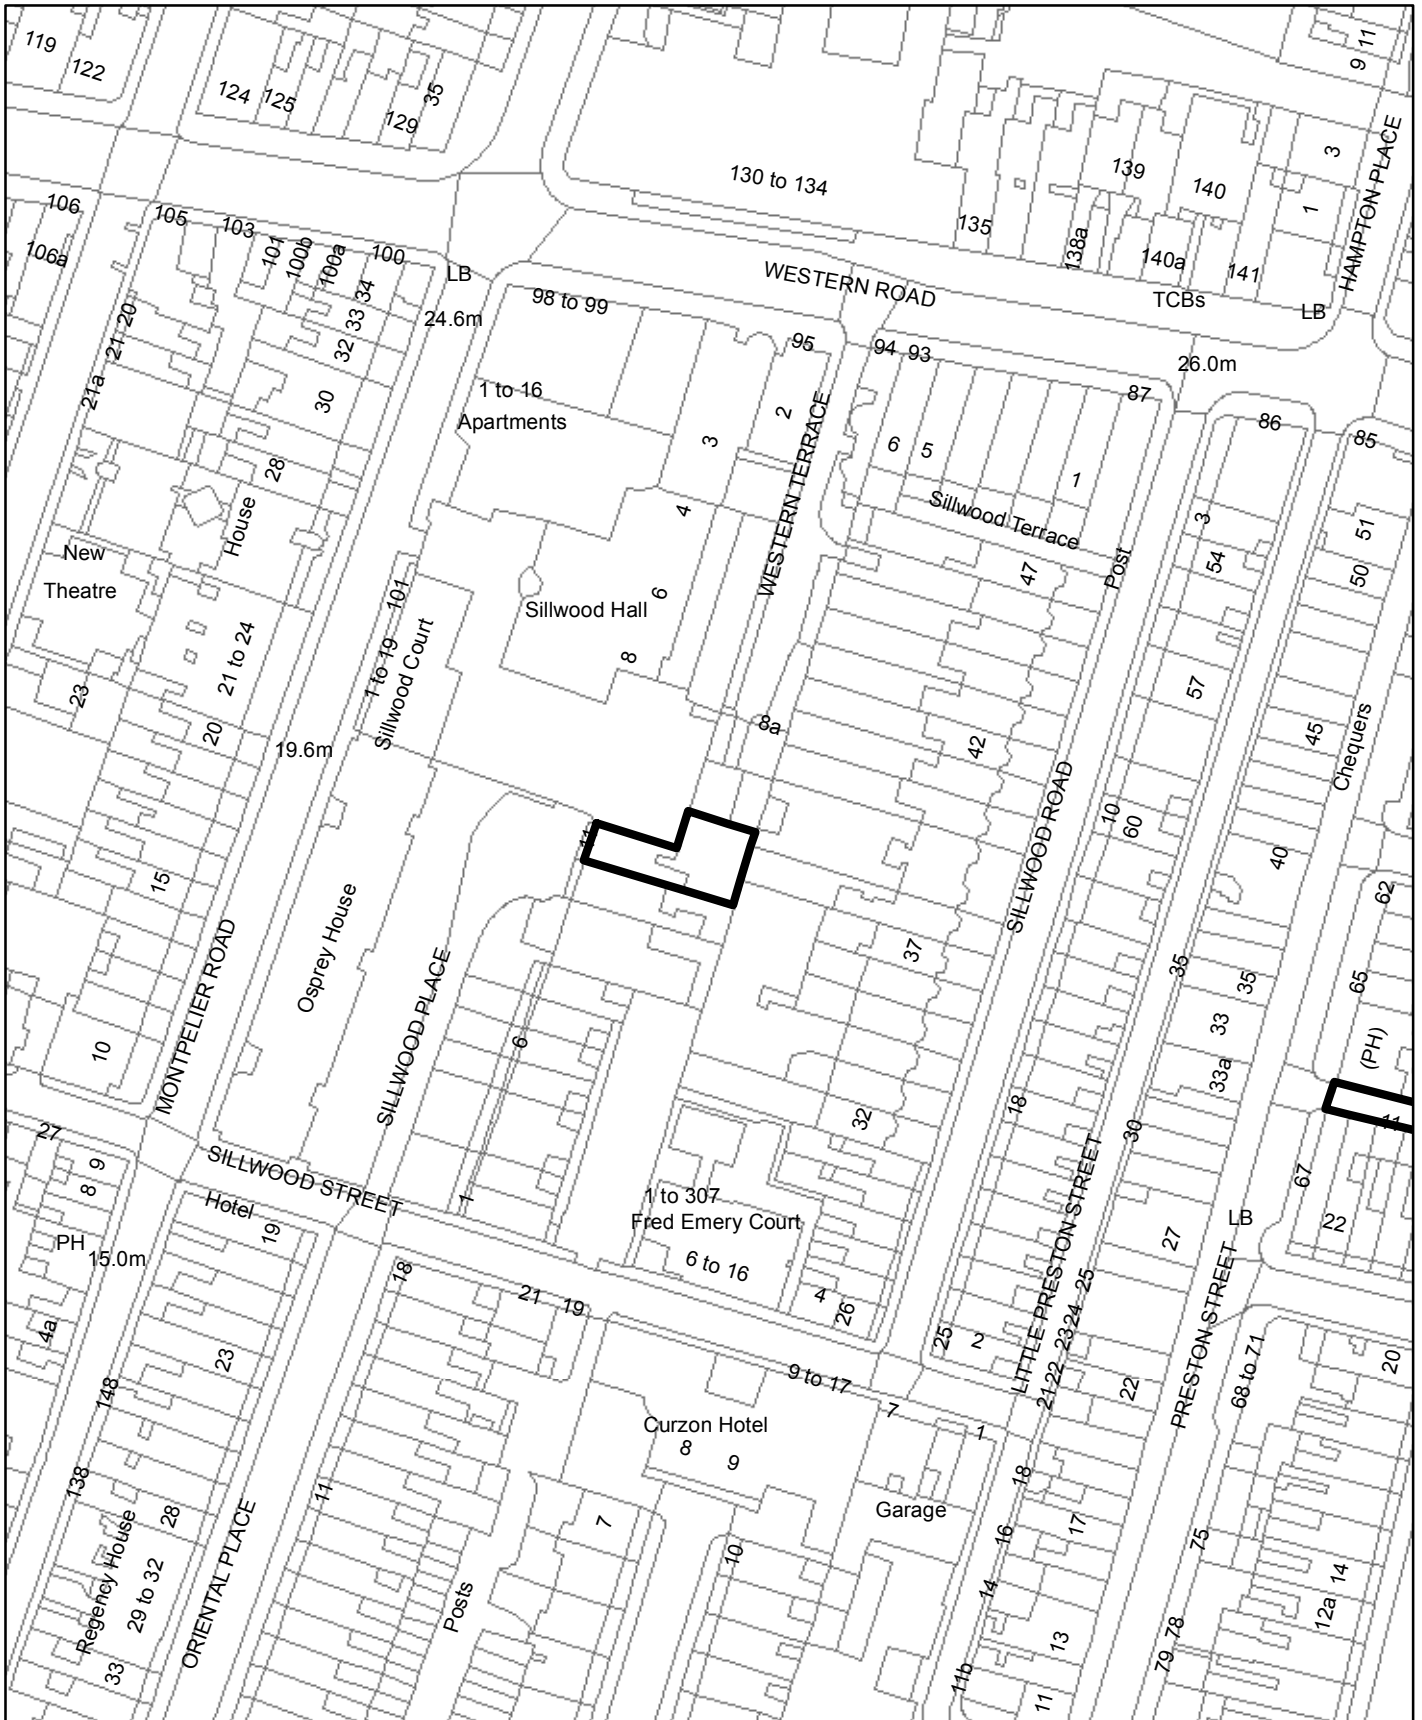 119
122
124
125
129
35
130 to 134
135
138a
139
140
140a
141
1
3
9
11
HAMPTON PLACE
106
106a
105
103
101
100b
100a
100
34
33
32
30
28
LB
24.6m
98 to 99
WESTERN ROAD
TCBs
LB
26.0m
20
21
21a
1 to 16
Apartments
95
2
3
94
93
87
86
85
WESTERN TERRACE
6
5
1
Sillwood Terrace
Post
47
3
54
51
50
57
New
Theatre
House
4
6
8
Sillwood Hall
101
1 to 19
Sillwood Court
21 to 24
23
20
19.6m
8a
42
45
Chequers
SILLWOOD ROAD
10
60
40
11
15
62
Osprey House
MONTPELIER ROAD
SILLWOOD PLACE
37
35
35
65
10
6
33
33a
(PH)
11
18
32
30
27
9
8
SILLWOOD STREET
1
Hotel
19
PH
15.0m
1 to 307
Fred Emery Court
6 to 16
4
26
LITTLE PRESTON STREET
67
LB
22
27
PRESTON STREET
18
21
19
25
2
25
24
23
22
21
22
68 to 71
20
4a
23
148
9 to 17
7
1
Curzon Hotel
8
9
Garage
138
28
11
Regency House
29 to 32
33
ORIENTAL PLACE
Posts
7
10
18
17
16
14
13
11b
11
75
78
79
14
12a